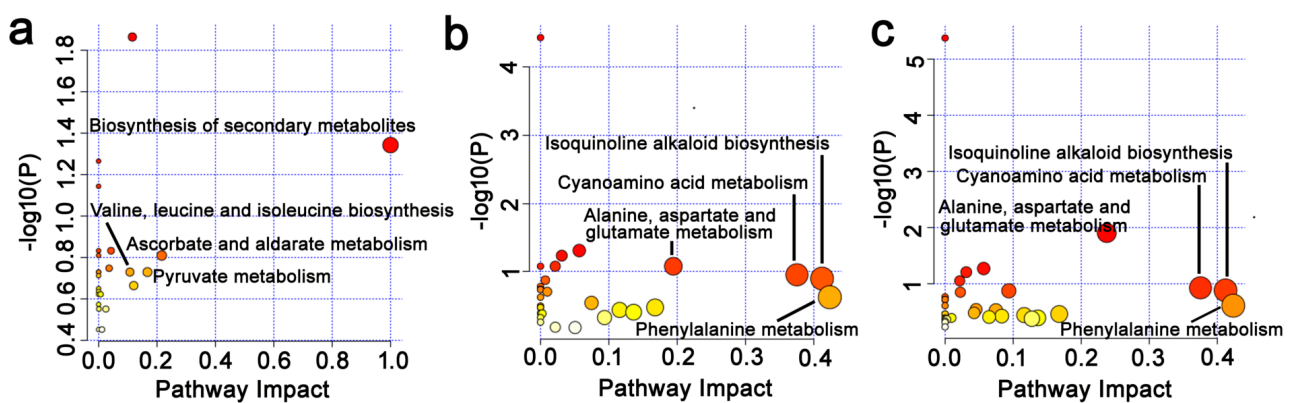 a
-log10(P)
1.8
1.6
1.4
1.2
1.0
0.8
0.6
0.4
Biosynthesis of secondary metabolites
Valine, leucine and isoleucine biosynthesis
Ascorbate and aldarate metabolism
Pyruvate metabolism
0.0 0.2 0.4 0.6 0.8 1.0
Pathway Impact
b
-log10(P)
4
3
2
1
Isoquinoline alkaloid biosynthesis
Cyanoamino acid metabolism
Alanine, aspartate and
glutamate metabolism
Phenylalanine metabolism
0.0 0.1 0.2 0.3 0.4
Pathway Impact
c
-log10(P)
5
4
3
2
1
Isoquinoline alkaloid biosynthesis
Cyanoamino acid metabolism
Alanine, aspartate and
glutamate metabolism
Phenylalanine metabolism
0.0 0.1 0.2 0.3 0.4
Pathway Impact